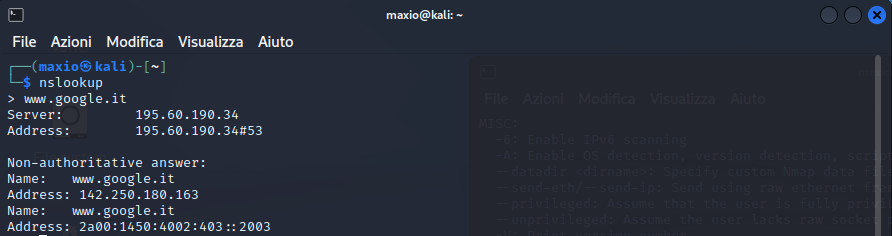 maxio@kali: ~
File Azioni Modifica Visualizza Aiuto
┌──(maxio㉿kali)-[~]
└─$ nslookup
> www.google.it
Server: 195.60.190.34
Address: 195.60.190.34#53
Non-authoritative answer:
Name: www.google.it
Address: 142.250.180.163
Name: www.google.it
Address: 2a00:1450:4002:403::2003
File Azioni Modifica Visualizza Aiuto
MISC:
-6: Enable IPv6 scanning
-A: Enable OS detection, version detection,
--datadir <dirname>: Specify custom Nmap data
--send-eth/--send-ip: Send using raw ethernet
--privileged: Assume that the user is fully
--unprivileged: Assume the user lacks raw socket